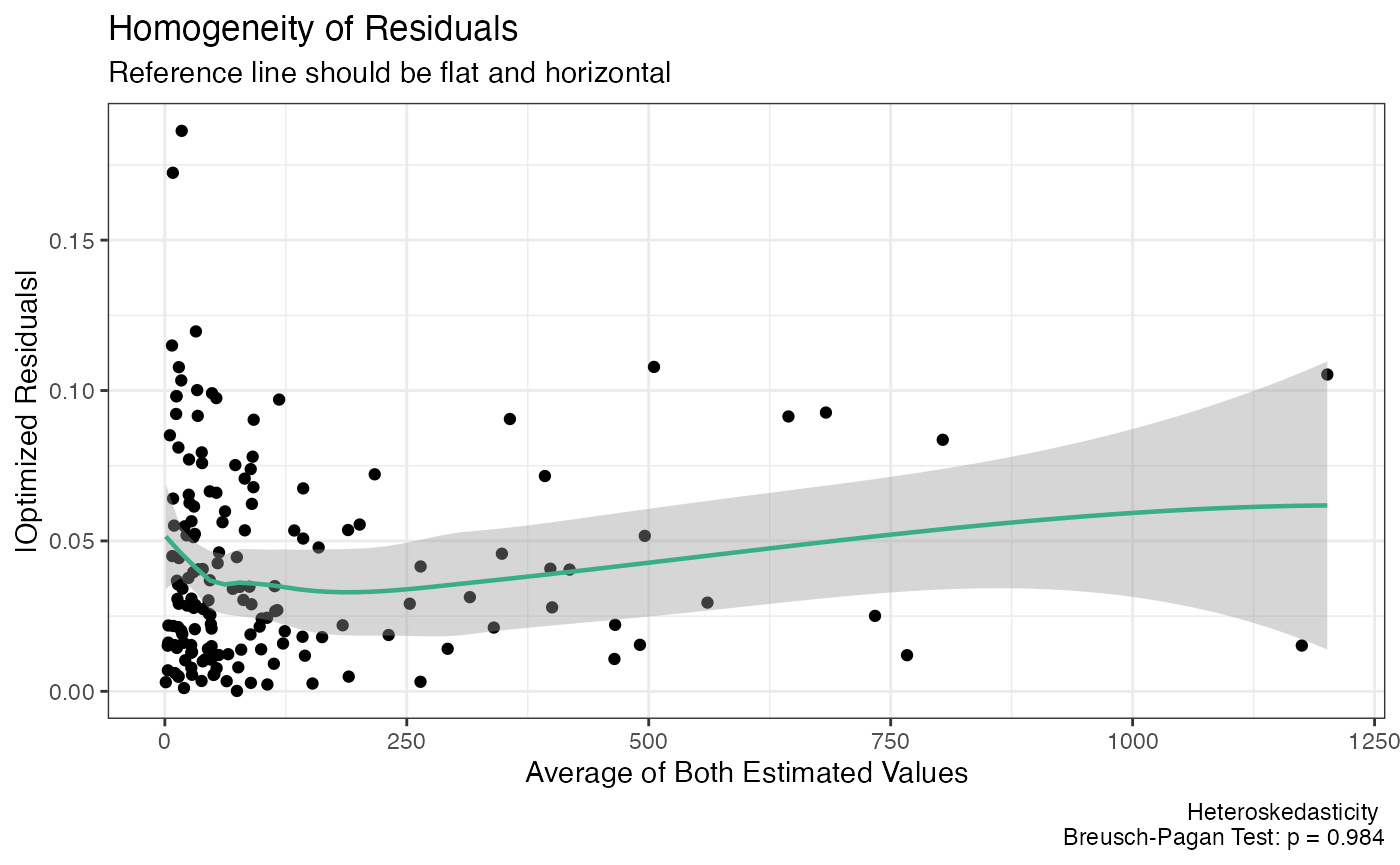 Homogeneity of Residuals
Reference line should be flat and horizontal
|Optimized Residuals|
0.15
0.10
0.05
0.00
0
250
500
750
1000
1250
Average of Both Estimated Values
Heteroskedasticity
Breusch-Pagan Test: p = 0.984